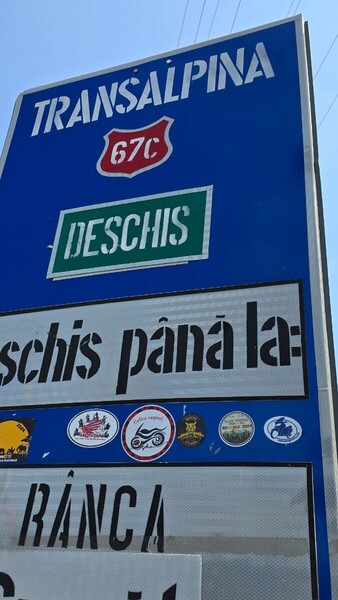 TRANSALPINA
67C
DESCHIS
schis până la:
RÂNCA